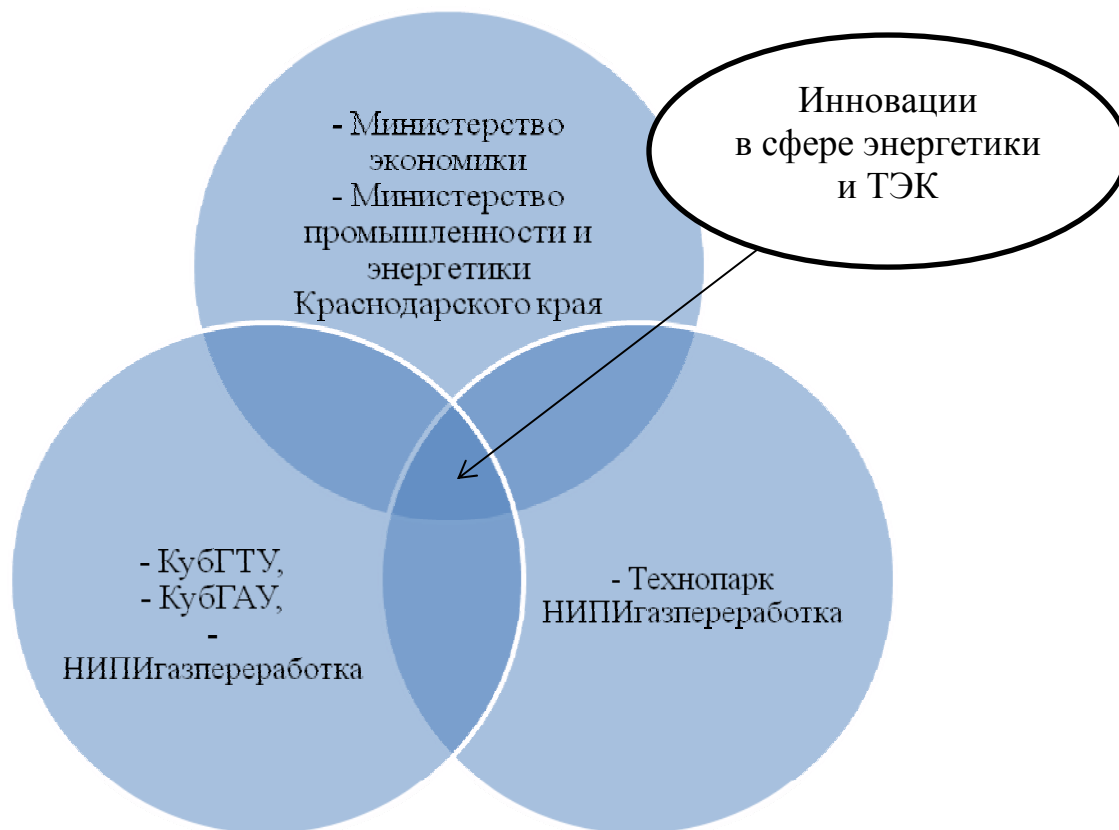 - Министерство
экономики
- Министерство
промышленности и
энергетики
Краснодарского края
Инновации
в сфере энергетики
и ТЭК
- КубГТУ,
- КубГАУ,
-
НИПИгазпереработка
- Технопарк
НИПИгазпереработка